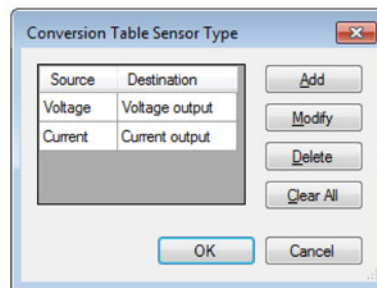 Conversion Table Sensor Type
Source Destination
Voltage Voltage output
Current Current output
Add
Modify
Delete
Clear All
OK Cancel